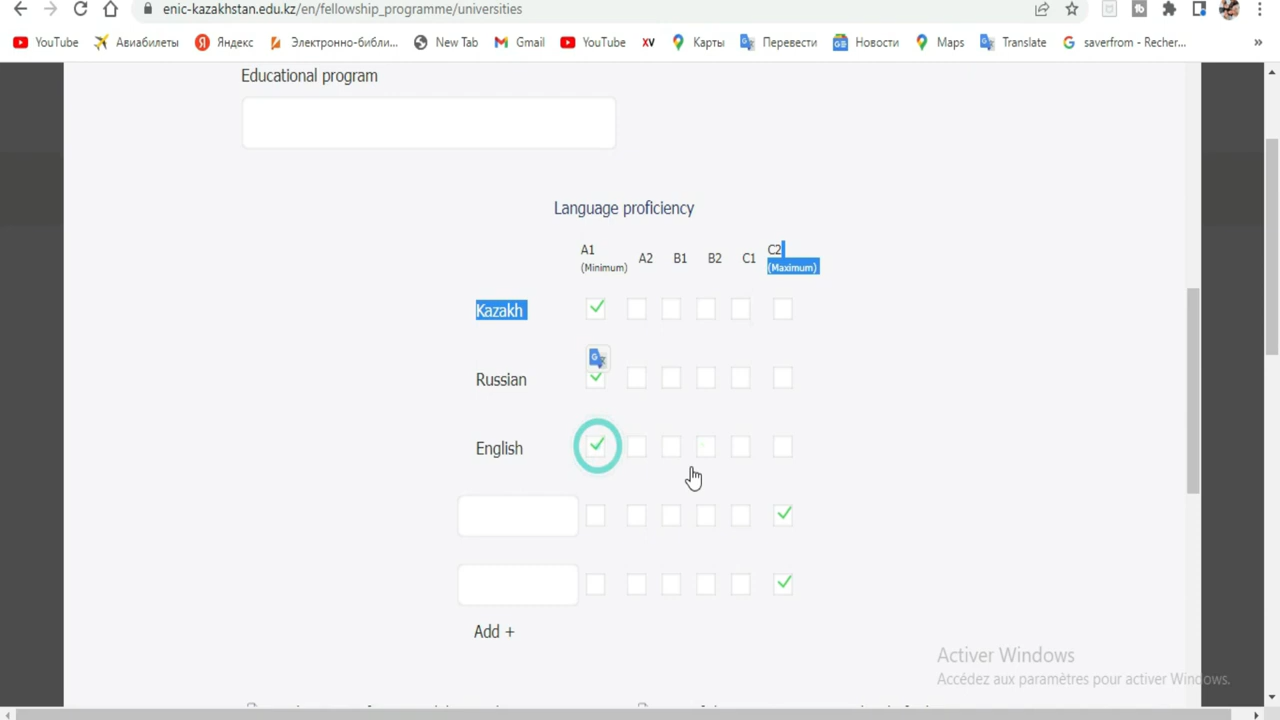 enic-kazakhstan.edu.kz/en/fellowship_programme/universities
YouTube Авиабилеты Яндекс Электронно-библи... New Tab Gmail YouTube XV Карты Перевести Новости Maps Translate saverfrom - Recher... »
Educational program
Language proficiency
A1 (Minimum) A2 B1 B2 C1 C2 (Maximum)
Kazakh
Russian
English
Add +
Activer Windows
Accédez aux paramètres pour activer Windows.